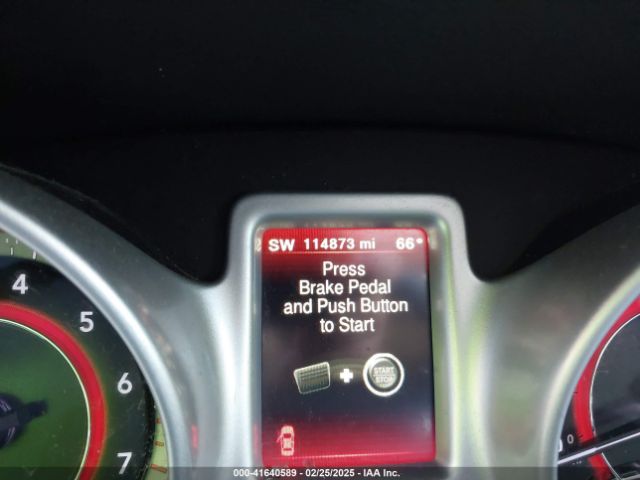 SW 114873 mi 66°
Press
Brake Pedal
and Push Button
to Start
START
STOP
4
5
6
7
0
000-41640589 - 02/25/2025 - IAA Inc.